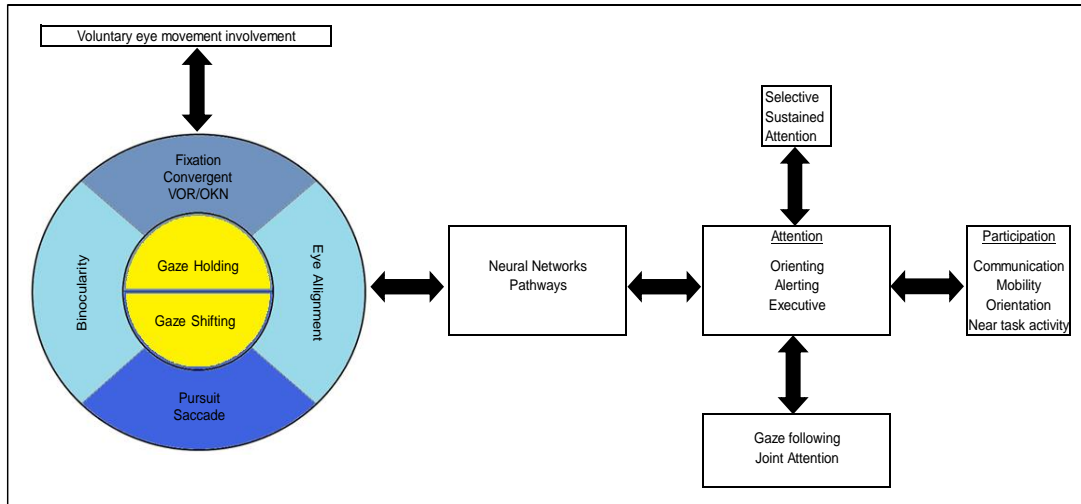 Voluntary eye movement involvement
Fixation
Convergent
VOR/OKN
Binocularity
Gaze Holding
Gaze Shifting
Eye Allignment
Pursuit
Saccade
Neural Networks
Pathways
Selective
Sustained
Attention
Attention
Orienting
Alerting
Executive
Gaze following
Joint Attention
Participation
Communication
Mobility
Orientation
Near task activity